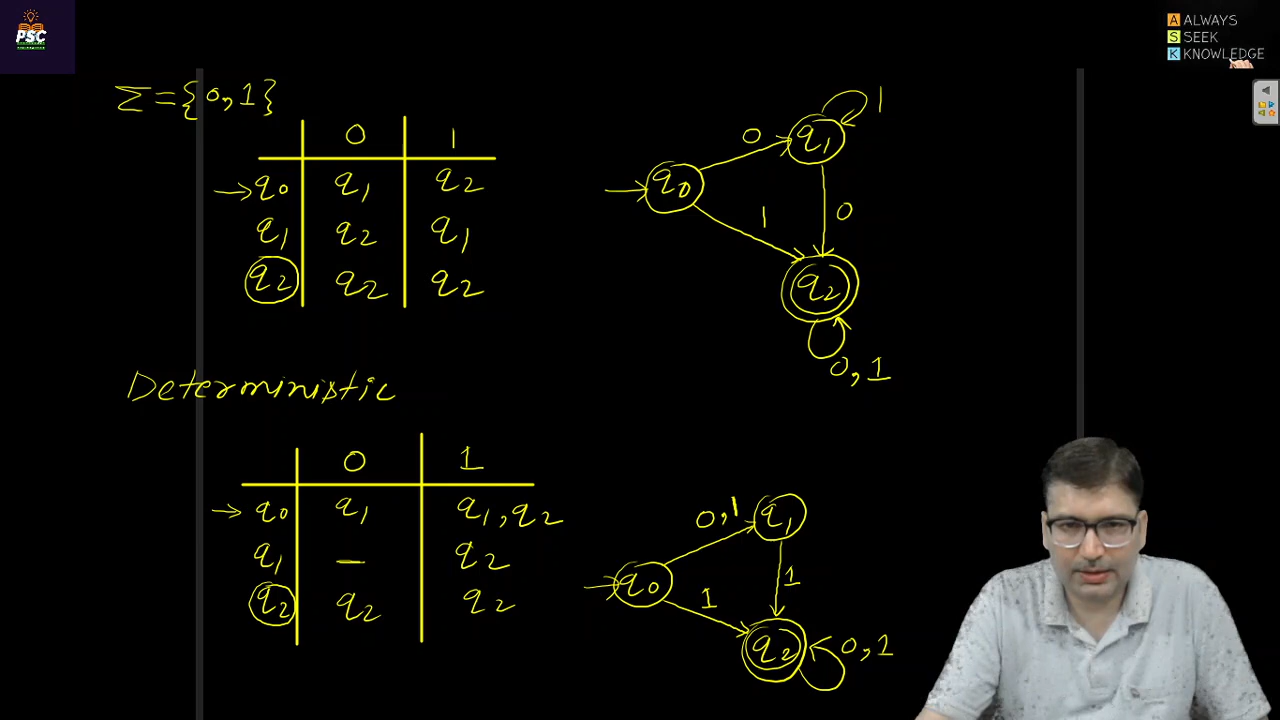 PSC
A ALWAYS
S SEEK
K KNOWLEDGE
Σ={0,1}
0 1
→q0 q1 q2
q1 q2 q1
q2 q2 q2
1
0 q1
q0
1 0
q2
0,1
Deterministic
0 1
→q0 q1 q1,q2
q1 — q2
q2 q2 q2
0,1 q1
q0 1
1
q2 0,1